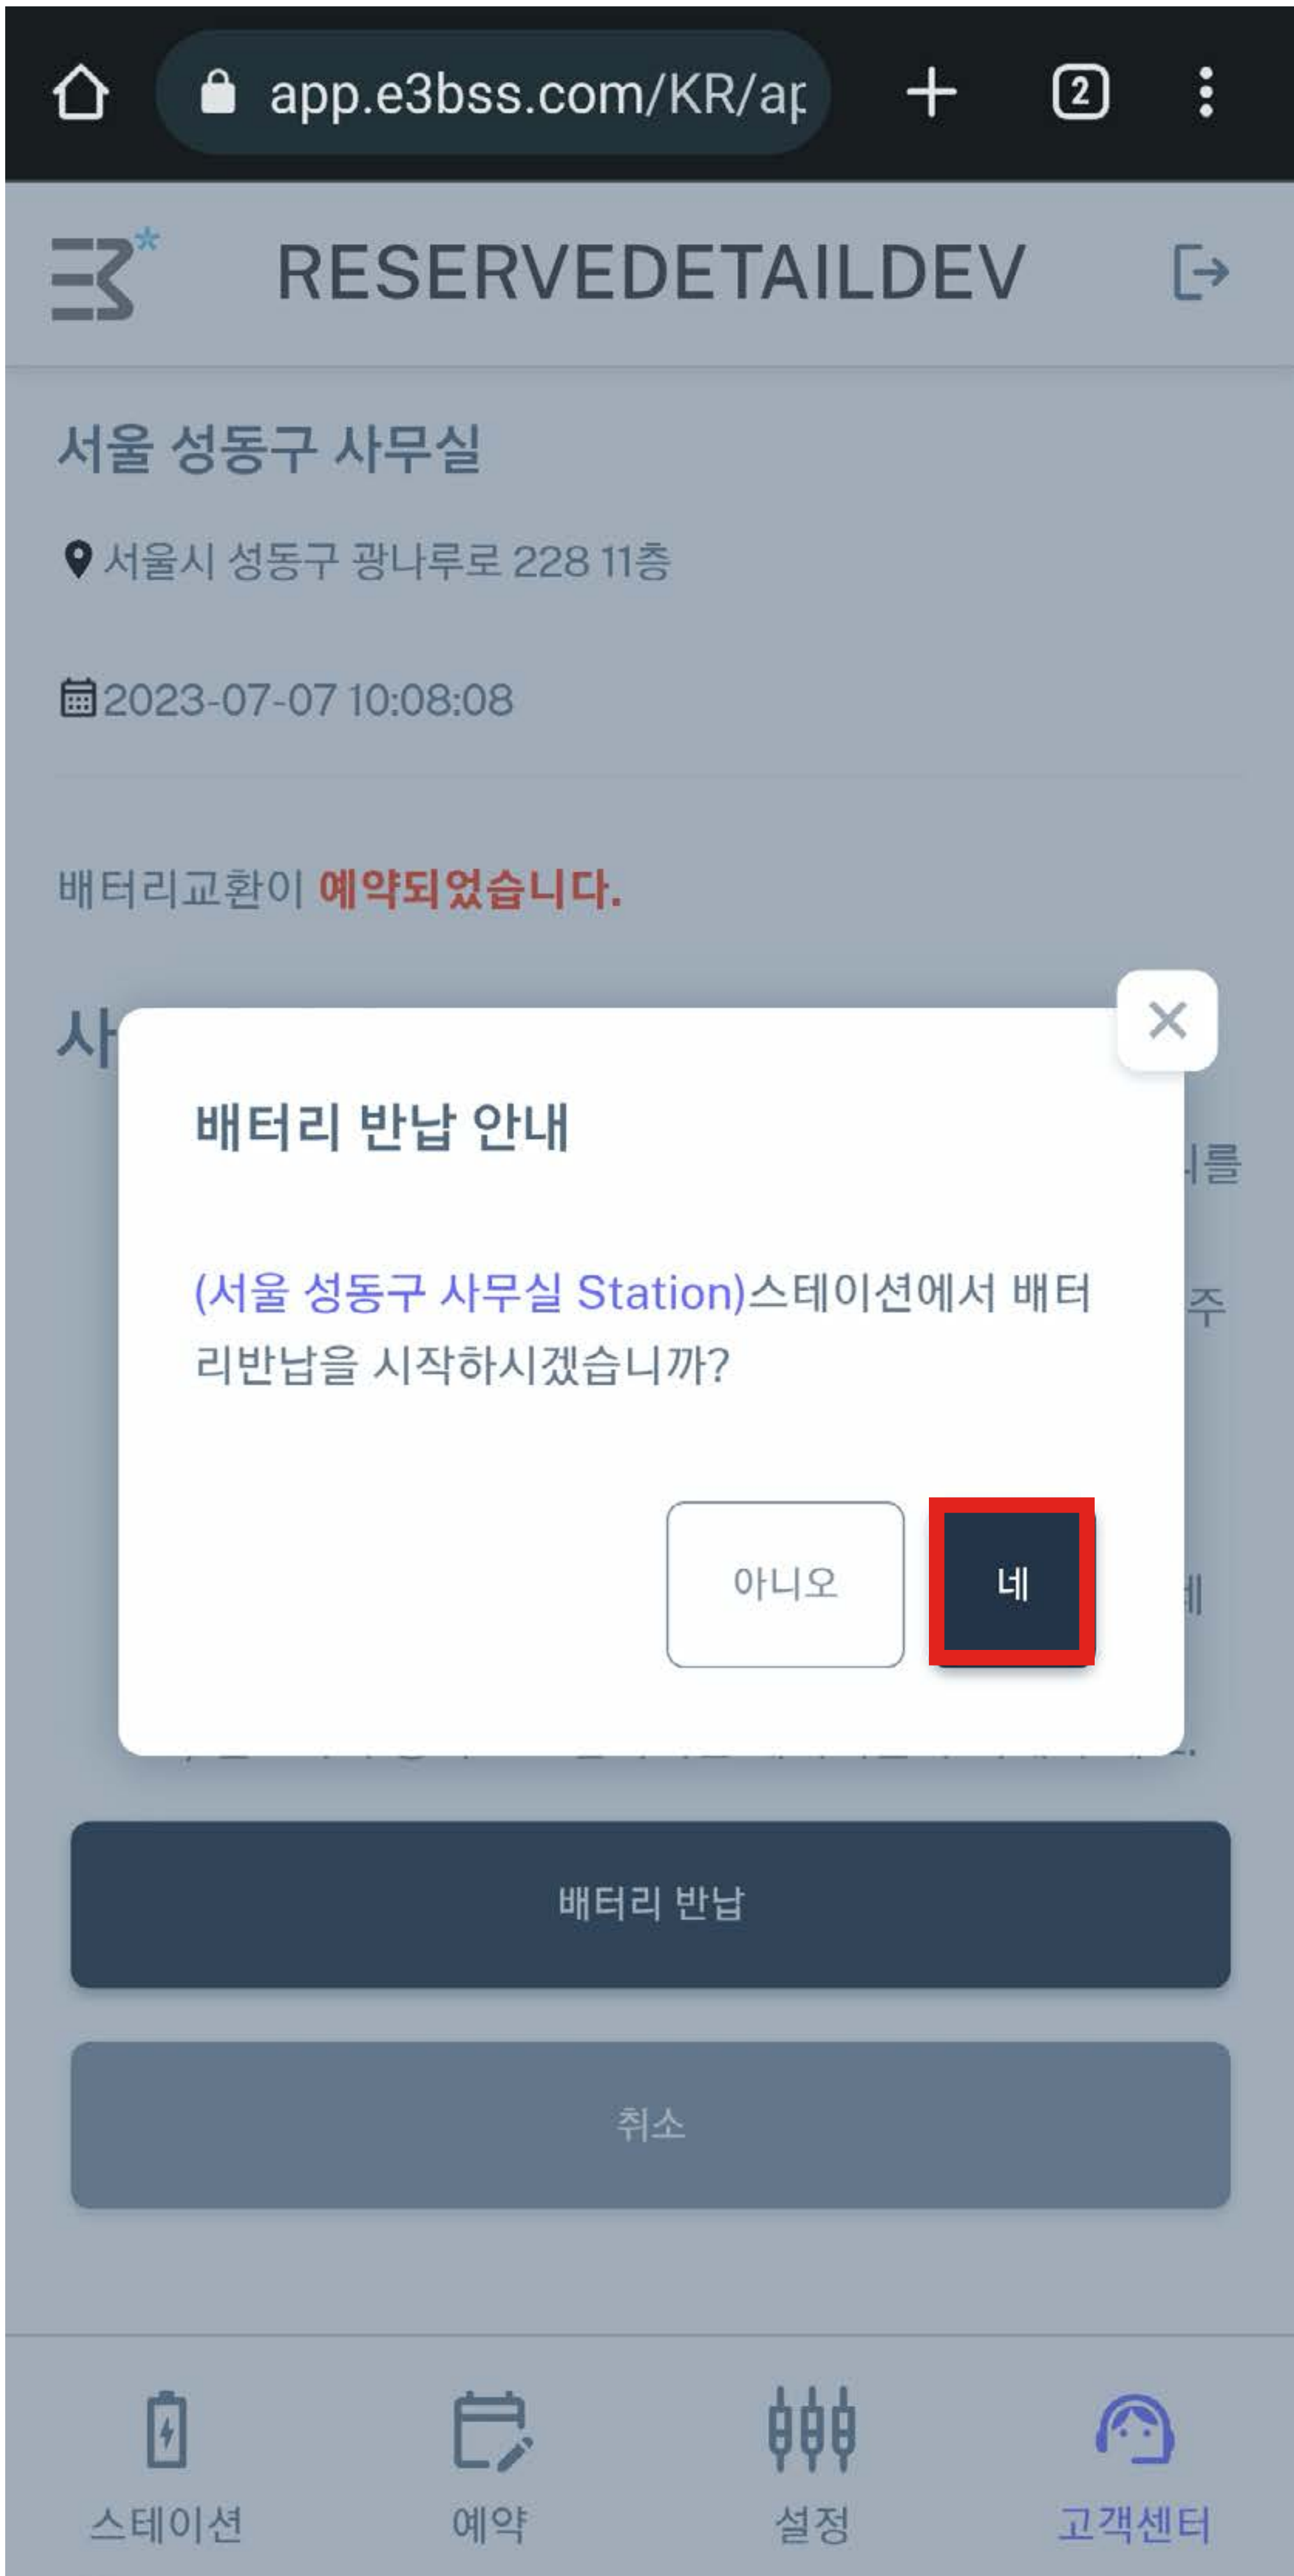 app.e3bss.com/KR/ap
2
RESERVEDETAILDEV
서울 성동구 사무실
서울시 성동구 광나루로 228 11층
2023-07-07 10:08:08
배터리교환이 예약되었습니다.
사
를
주
배터리 반납 안내
(서울 성동구 사무실 Station)스테이션에서 배터
리반납을 시작하시겠습니까?
아니오
네
배터리 반납
취소
스테이션
예약
설정
고객센터